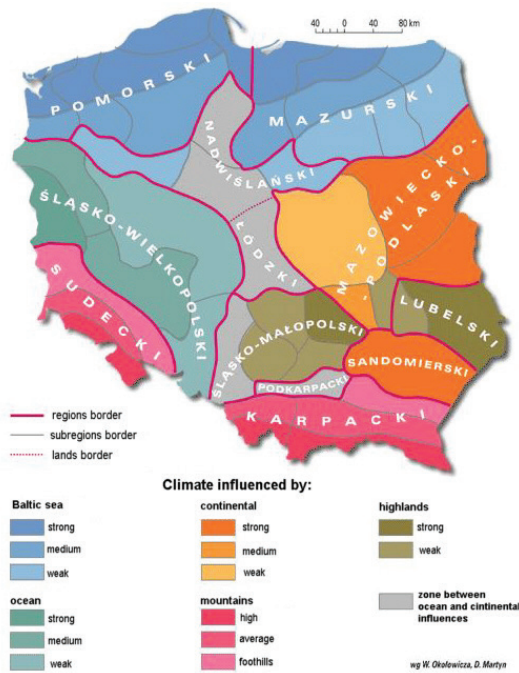 40 0 40 80 km
POMORSKI
MAZURSKI
NADWIŚLAŃSKI
MAZOWIECKO-
-PODLASKI
ŚLĄSKO-WIELKOPOLSKI
ŁÓDZKI
SUDECKI
LUBELSKI
ŚLĄSKO-MAŁOPOLSKI
SANDOMIERSKI
PODKARPACKI
KARPACKI
regions border
subregions border
lands border
Climate influenced by:
Baltic sea
strong
medium
weak
continental
strong
medium
weak
highlands
strong
weak
ocean
strong
medium
weak
mountains
high
average
foothills
zone between
ocean and cintinental
influences
wg W. Okołowicza, D. Martyn